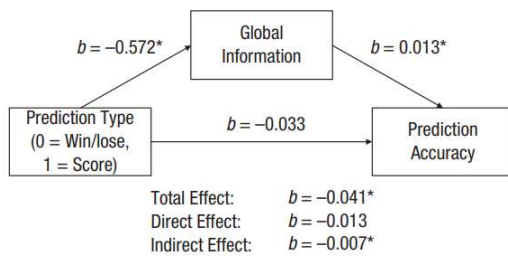 Global
Information
b = –0.572*
b = 0.013*
Prediction Type
(0 = Win/lose,
1 = Score)
b = –0.033
Prediction
Accuracy
Total Effect: b = –0.041*
Direct Effect: b = –0.013
Indirect Effect: b = –0.007*